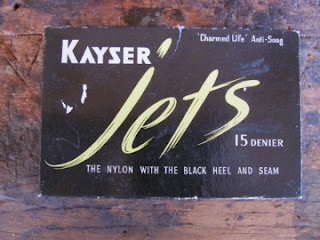 KAYSER
'Charmed Life' Anti-Snag
jets
15 DENIER
THE NYLON WITH THE BLACK HEEL AND SEAM